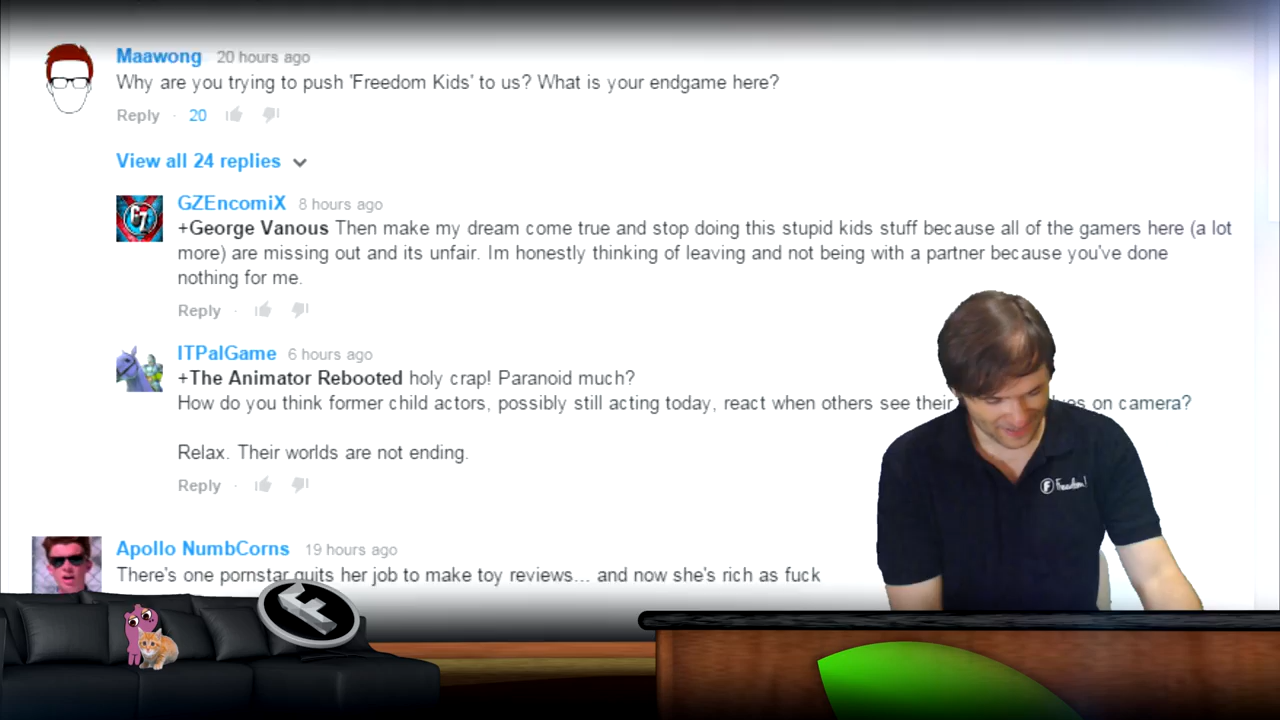 Maawong 20 hours ago
Why are you trying to push 'Freedom Kids' to us? What is your endgame here?
Reply · 20
View all 24 replies
GZEncomiX 8 hours ago
+George Vanous Then make my dream come true and stop doing this stupid kids stuff because all of the gamers here (a lot
more) are missing out and its unfair. Im honestly thinking of leaving and not being with a partner because you've done
nothing for me.
Reply ·
ITPalGame 6 hours ago
+The Animator Rebooted holy crap! Paranoid much?
How do you think former child actors, possibly still acting today, react when others see their on camera?
Relax. Their worlds are not ending.
Reply ·
F Freedom!
Apollo NumbCorns 19 hours ago
There's one pornstar quits her job to make toy reviews... and now she's rich as fuck
F